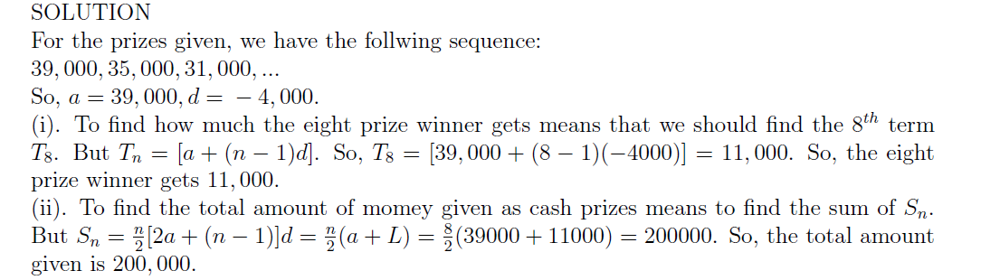 SOLUTION
For the prizes given, we have the follwing sequence:
39, 000, 35, 000, 31, 000, ...
So, a = 39, 000, d = − 4, 000.
(i). To find how much the eight prize winner gets means that we should find the 8^{th} term
T_8. But T_n = [a + (n − 1)d]. So, T_8 = [39, 000 + (8 − 1)(−4000)] = 11, 000. So, the eight
prize winner gets 11, 000.
(ii). To find the total amount of momey given as cash prizes means to find the sum of S_n.
But S_n = \frac{n}{2}[2a + (n − 1)]d = \frac{n}{2}(a + L) = \frac{8}{2}(39000 + 11000) = 200000. So, the total amount
given is 200, 000.